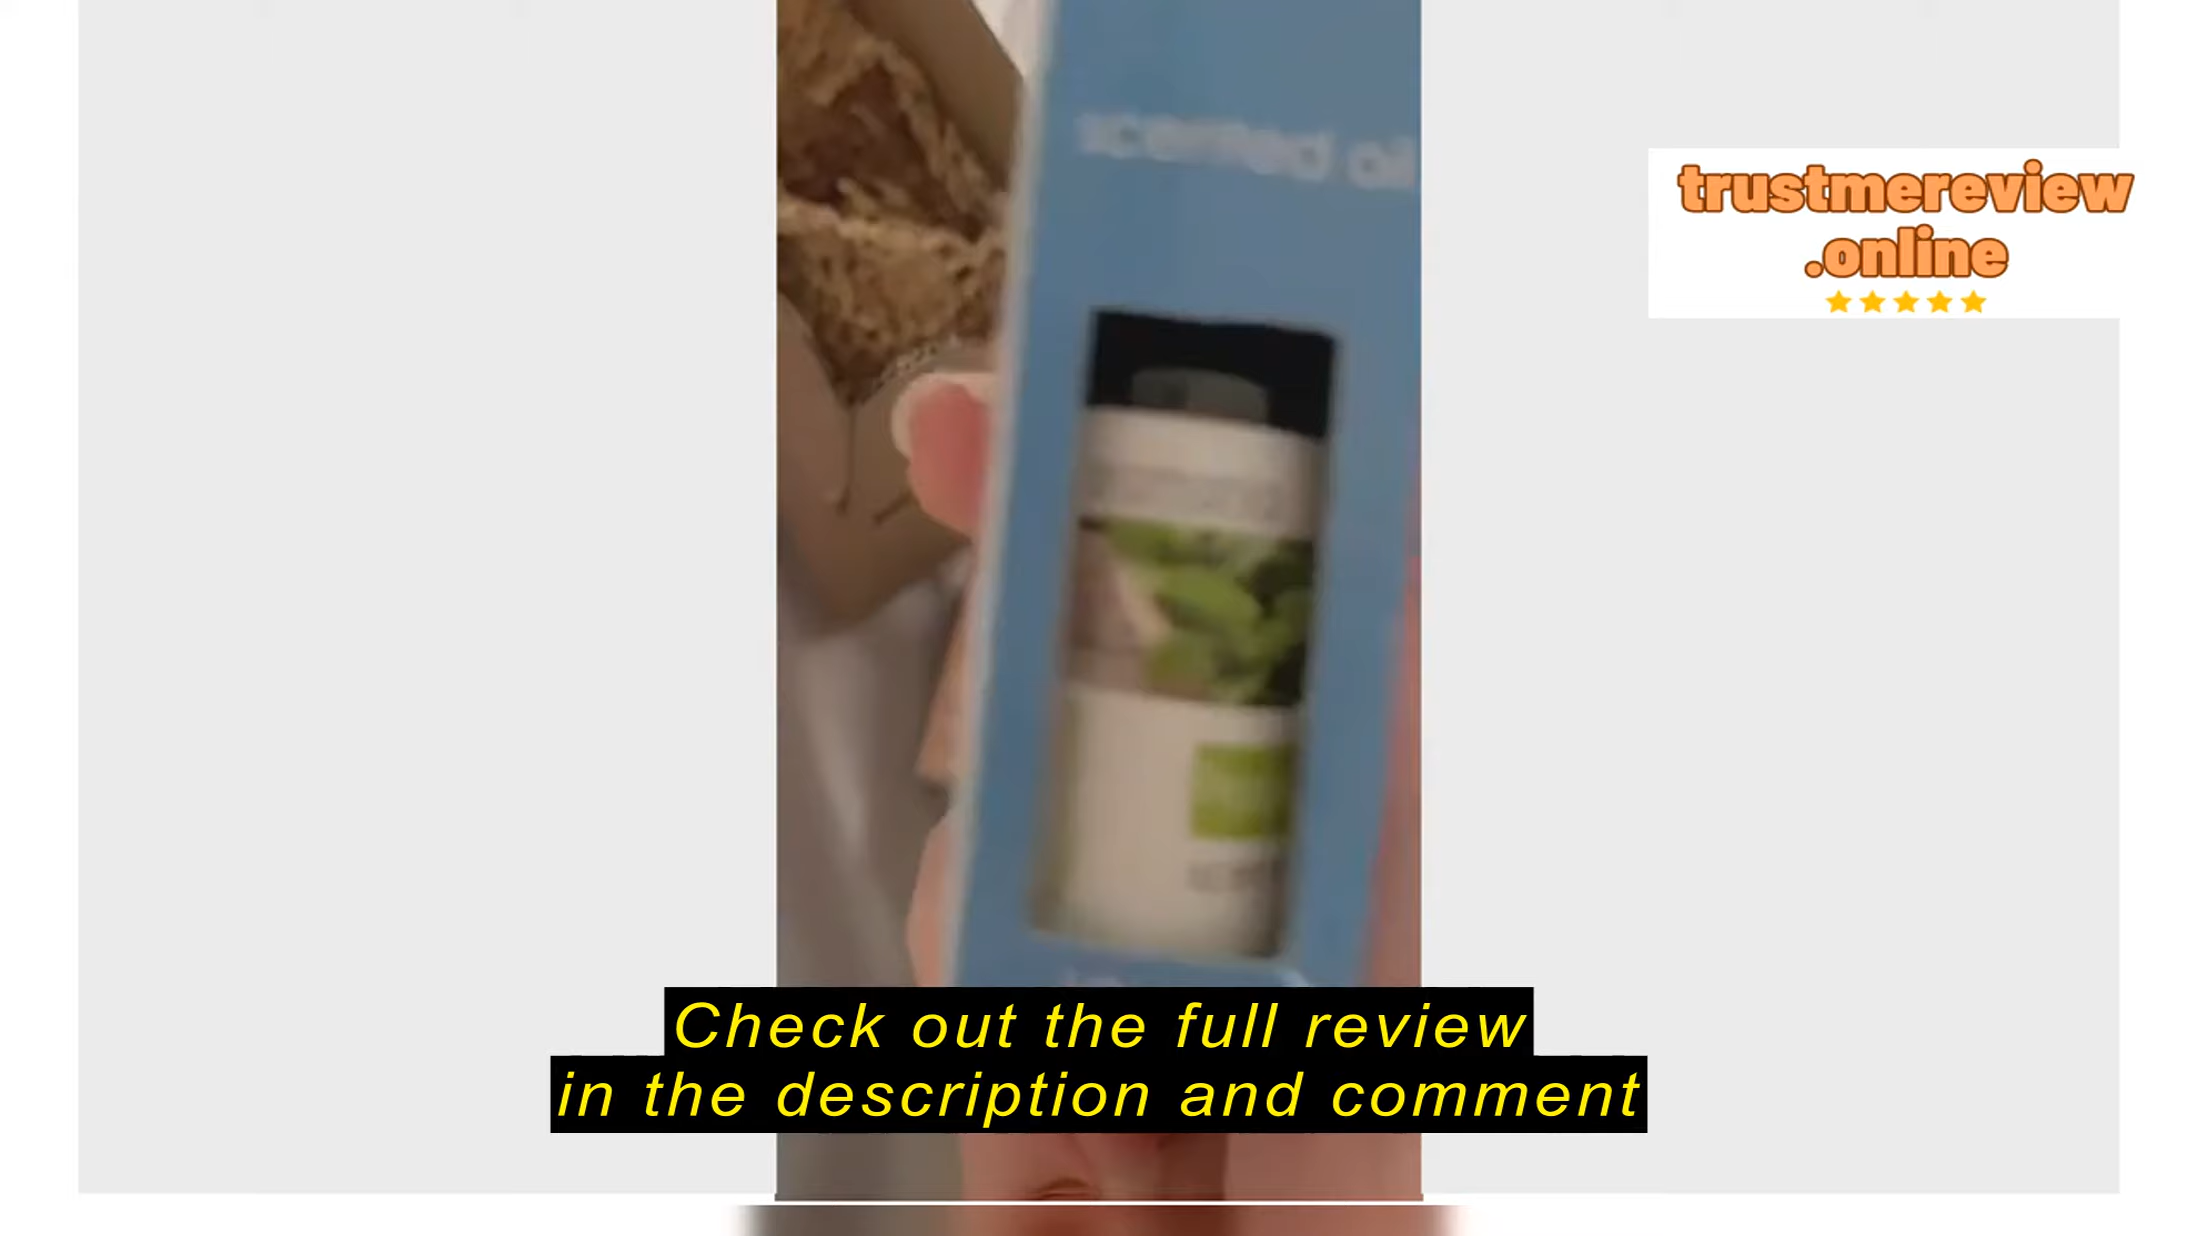 scented oil
trustmereview
.online
Check out the full review
in the description and comment